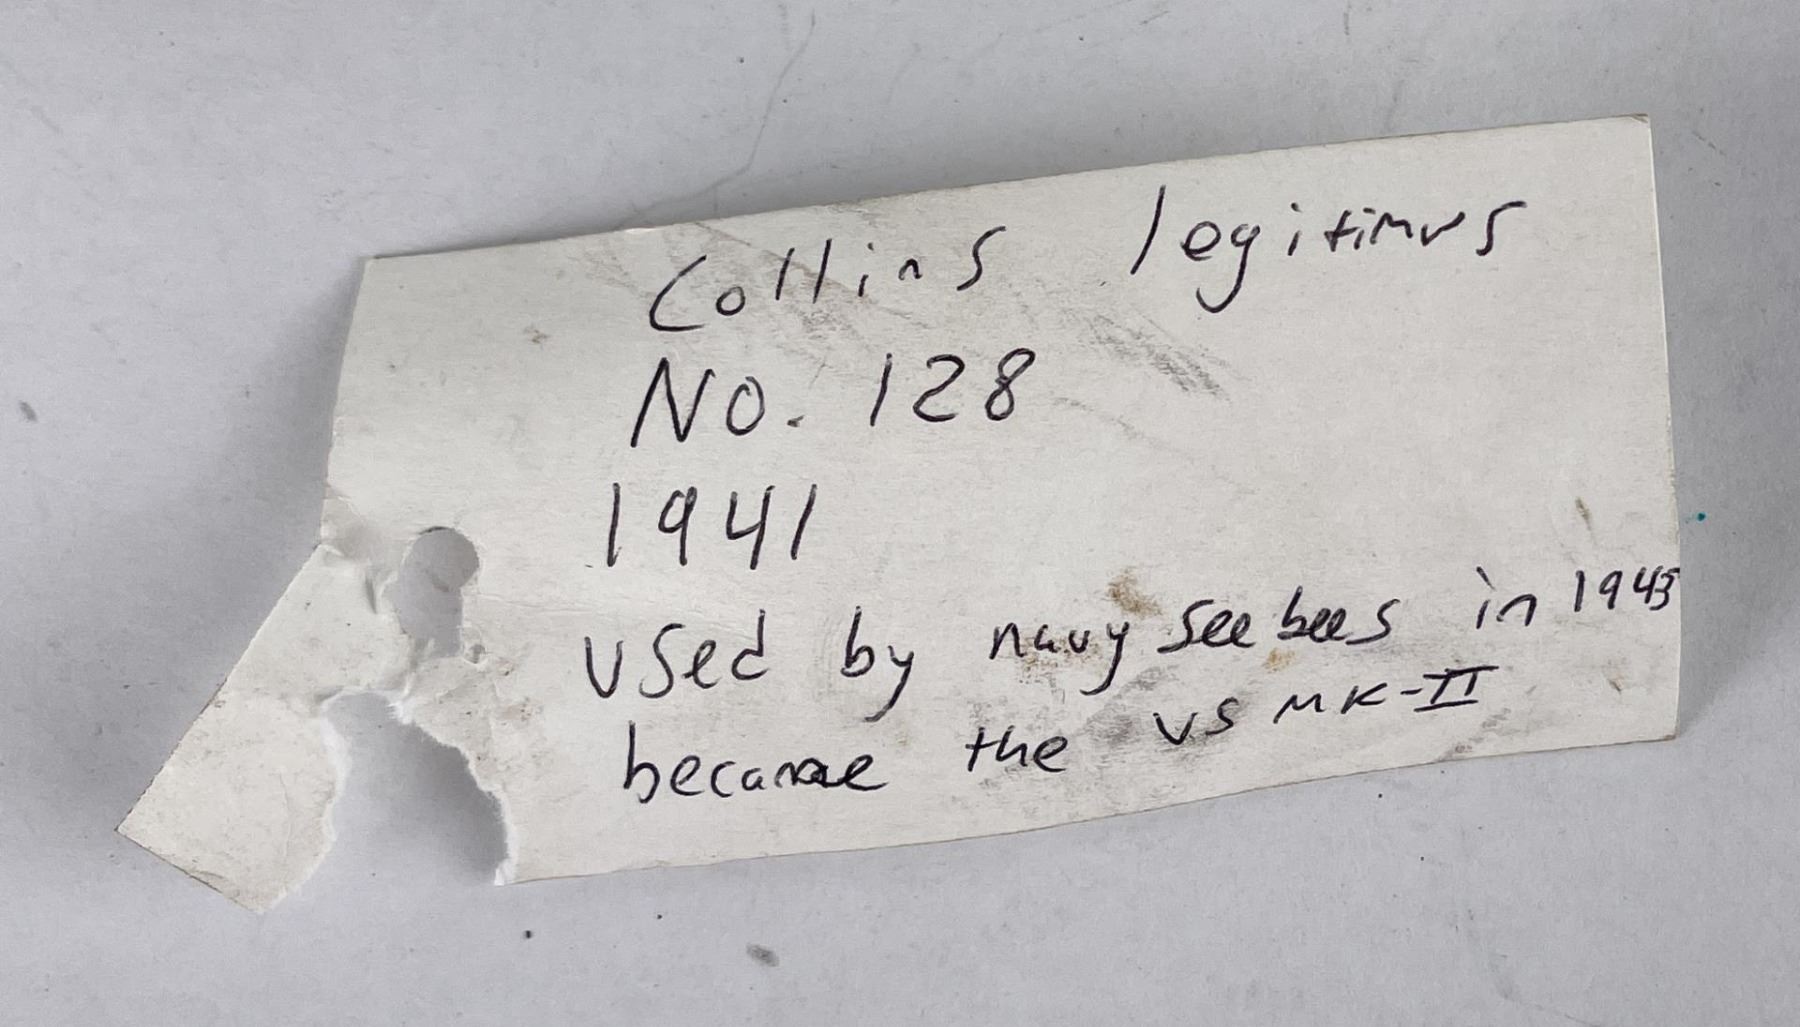 Collins legitimus
No. 128
1941
Used by navy seebees in 1943
became the US MK-II